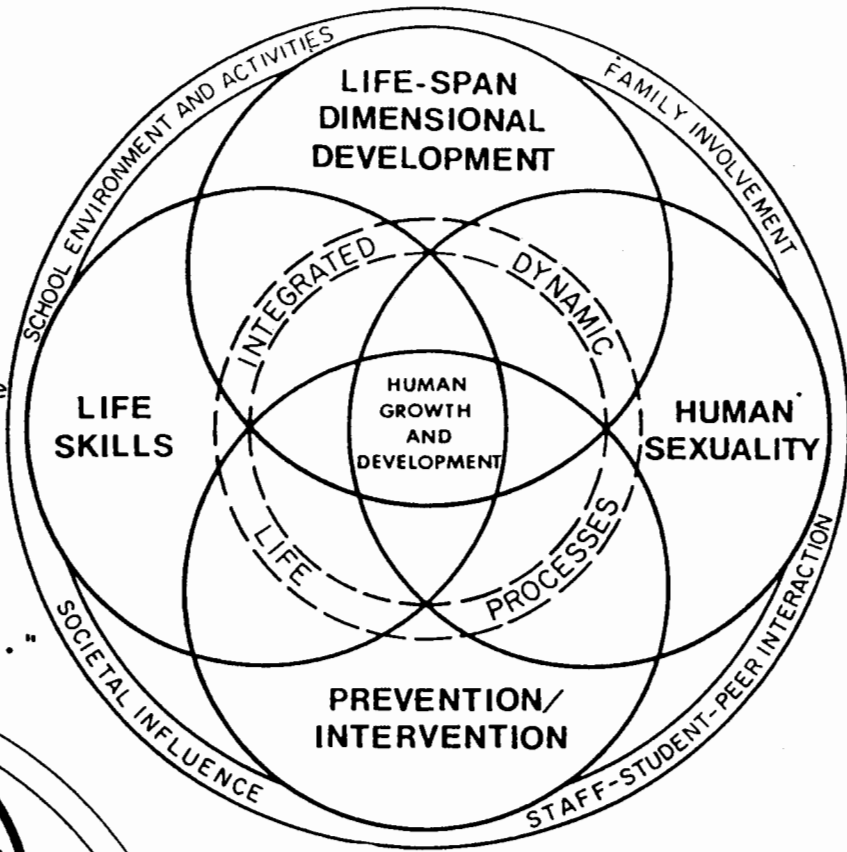 SCHOOL ENVIRONMENT AND ACTIVITIES
FAMILY INVOLVEMENT
LIFE-SPAN
DIMENSIONAL
DEVELOPMENT
INTEGRATED
DYNAMIC
LIFE
SKILLS
HUMAN
GROWTH
AND
DEVELOPMENT
HUMAN
SEXUALITY
LIFE
PROCESSES
PREVENTION/
INTERVENTION
SOCIETAL INFLUENCE
STAFF-STUDENT-PEER INTERACTION
."